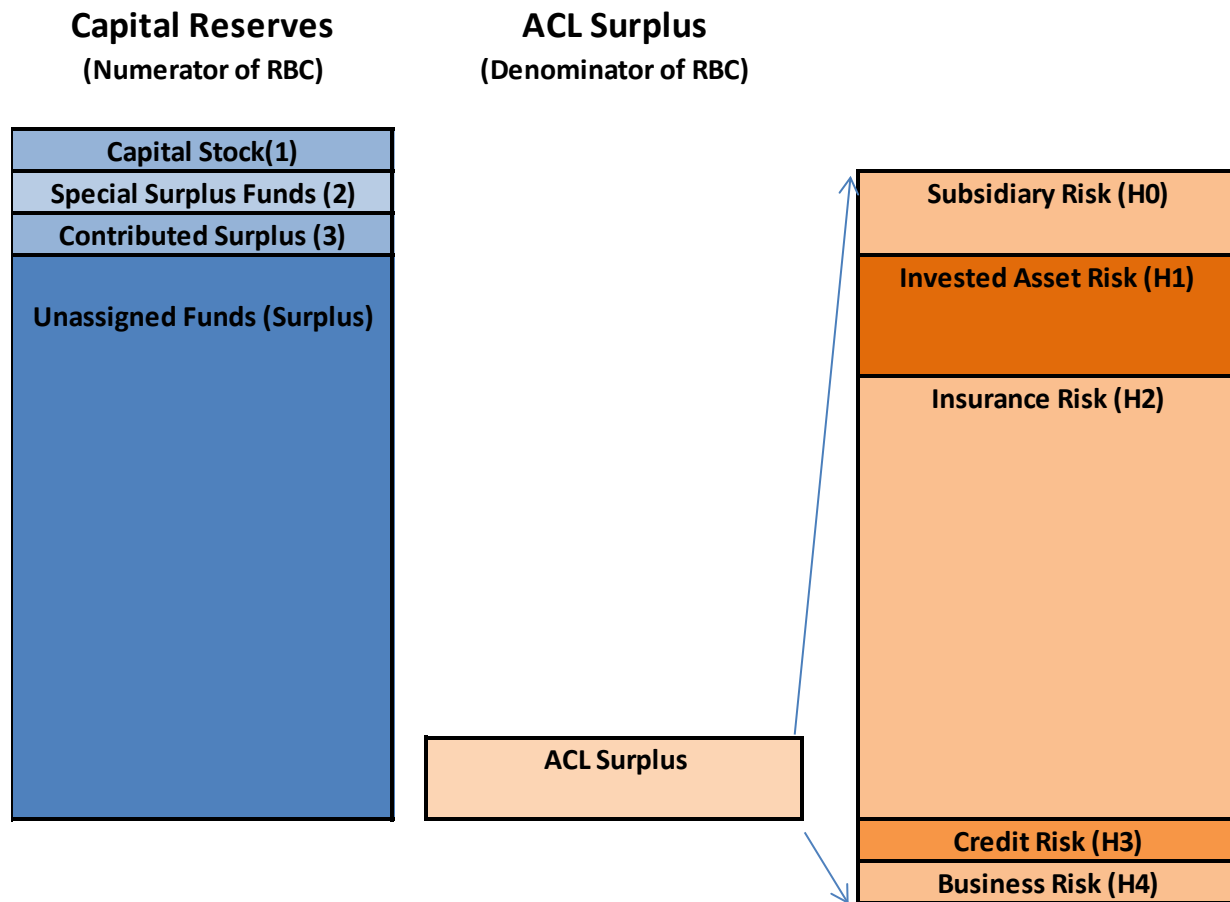 Capital Reserves
(Numerator of RBC)
ACL Surplus
(Denominator of RBC)
Capital Stock(1)
Special Surplus Funds (2)
Contributed Surplus (3)
Unassigned Funds (Surplus)
ACL Surplus
Subsidiary Risk (H0)
Invested Asset Risk (H1)
Insurance Risk (H2)
Credit Risk (H3)
Business Risk (H4)